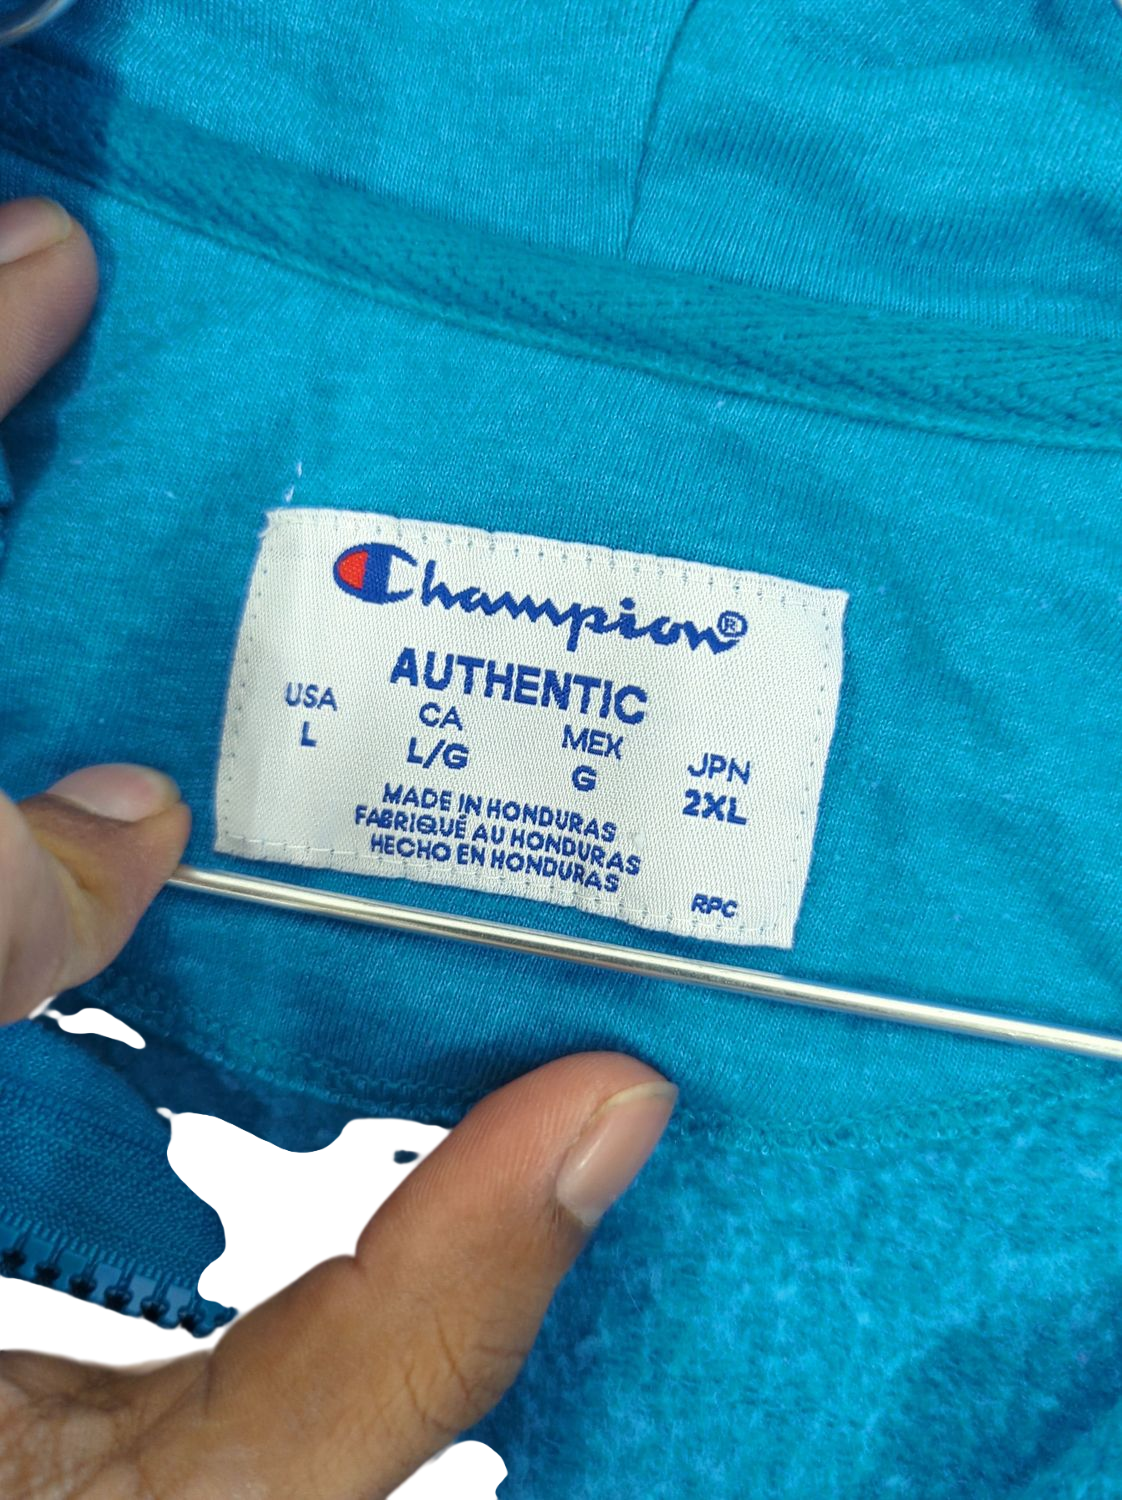 Champion®
AUTHENTIC
USA CA MEX JPN
L L/G G 2XL
MADE IN HONDURAS
FABRIQUÉ AU HONDURAS
HECHO EN HONDURAS
RPC